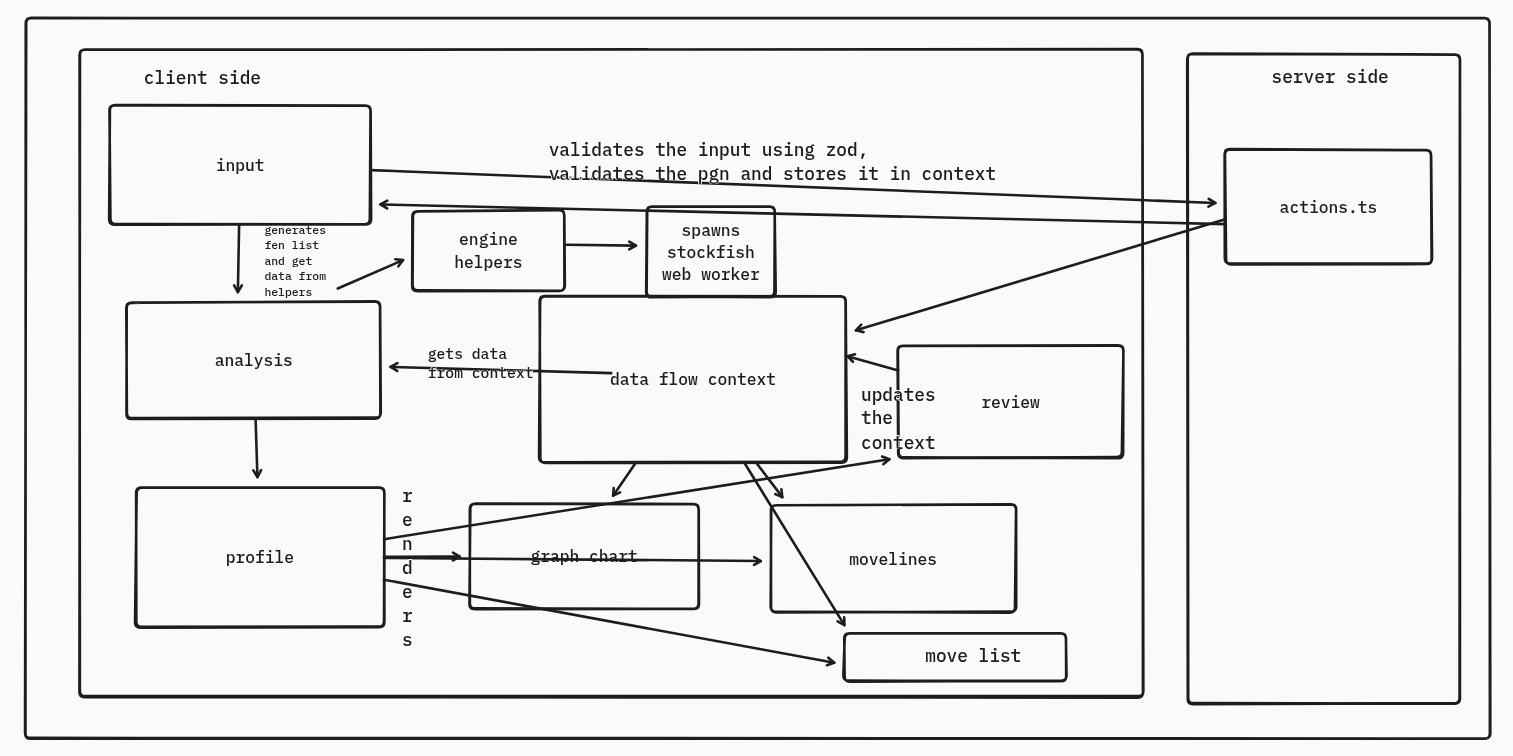 client side
server side
input
validates the input using zod,
validates the pgn and stores it in context
actions.ts
generates
fen list
and get
data from
helpers
engine
helpers
spawns
stockfish
web worker
analysis
gets data
from context
data flow context
updates
the
context
review
profile
r
e
n
d
e
r
s
graph chart
movelines
move list